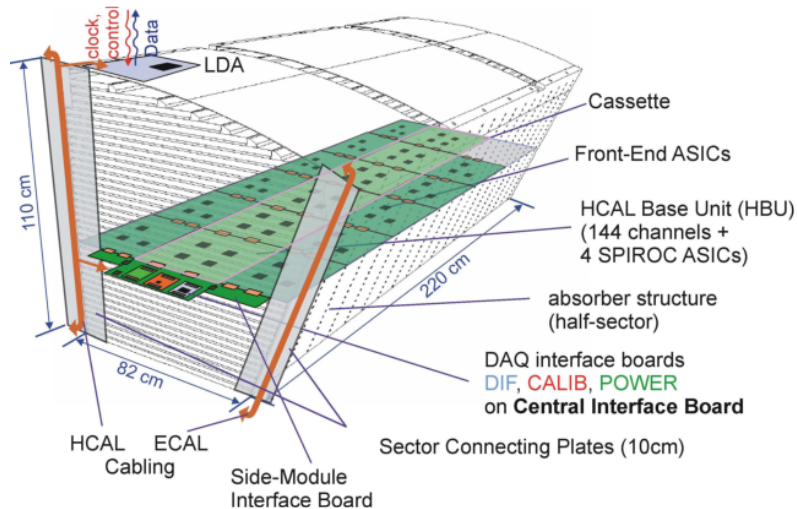 clock,
control
Data
LDA
Cassette
Front-End ASICs
HCAL Base Unit (HBU)
(144 channels +
4 SPIROC ASICs)
absorber structure
(half-sector)
DAQ interface boards
DIF, CALIB, POWER
on Central Interface Board
Sector Connecting Plates (10cm)
110 cm
82 cm
220 cm
HCAL ECAL
Cabling
Side-Module
Interface Board